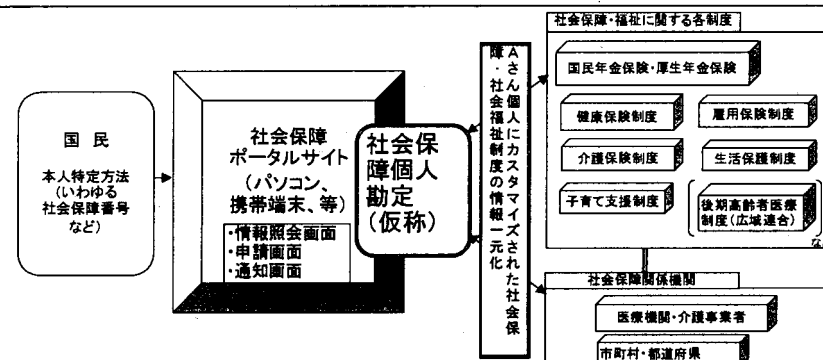 国 民
本人特定方法
(いわゆる
社会保障番号
など)
社会保障
ポータルサイト
(パソコン、
携帯端末、等)
・情報照会画面
・申請画面
・通知画面
社会保
障個人
勘定
(仮称)
Aさん個人にカスタマイズされた社会保
障・社会福祉制度の情報一元化
社会保障・福祉に関する各制度
国民年金保険・厚生年金保険
健康保険制度
雇用保険制度
介護保険制度
生活保護制度
子育て支援制度
後期高齢者医療
制度(広域連合)
な
社会保障関係機関
医療機関・介護事業者
市町村・都道府県